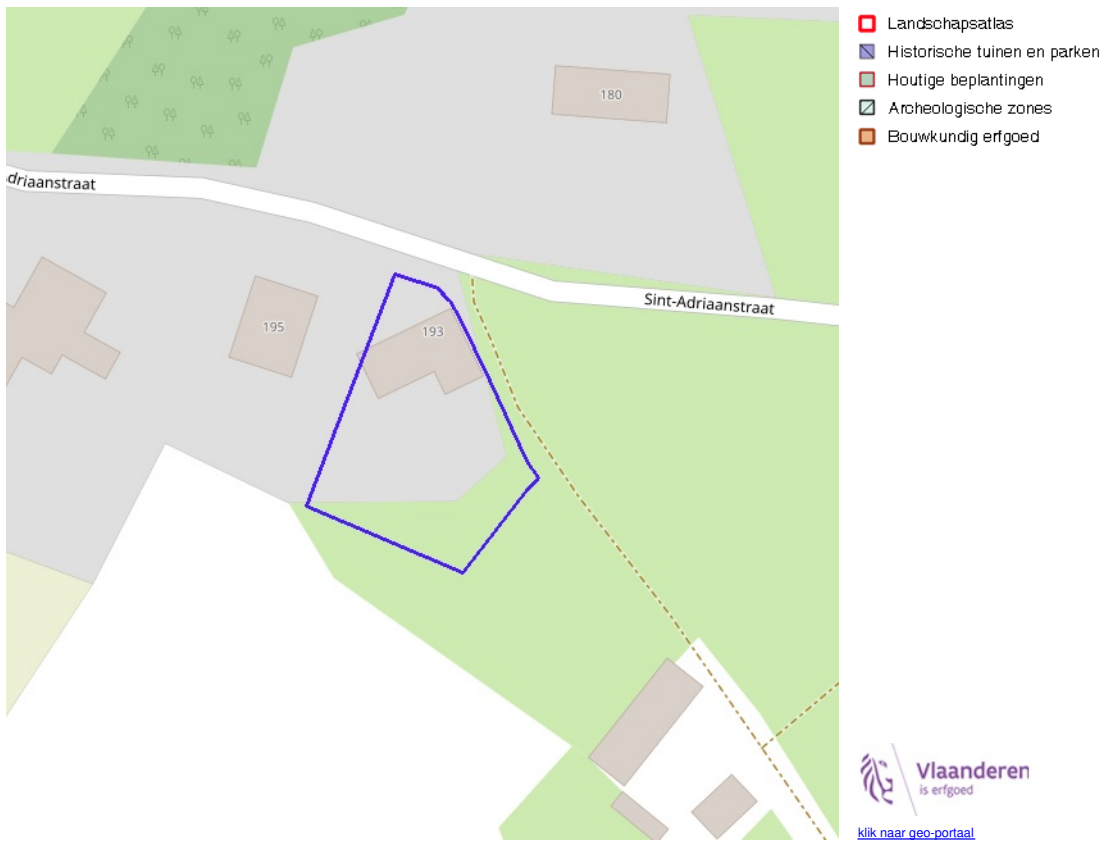 Landschapsatlas
Historische tuinen en parken
Houtige beplantingen
Archeologische zones
Bouwkundig erfgoed
180
driaanstraat
Sint-Adriaanstraat
195
193
Vlaanderen
is erfgoed
klik naar geo-portaal